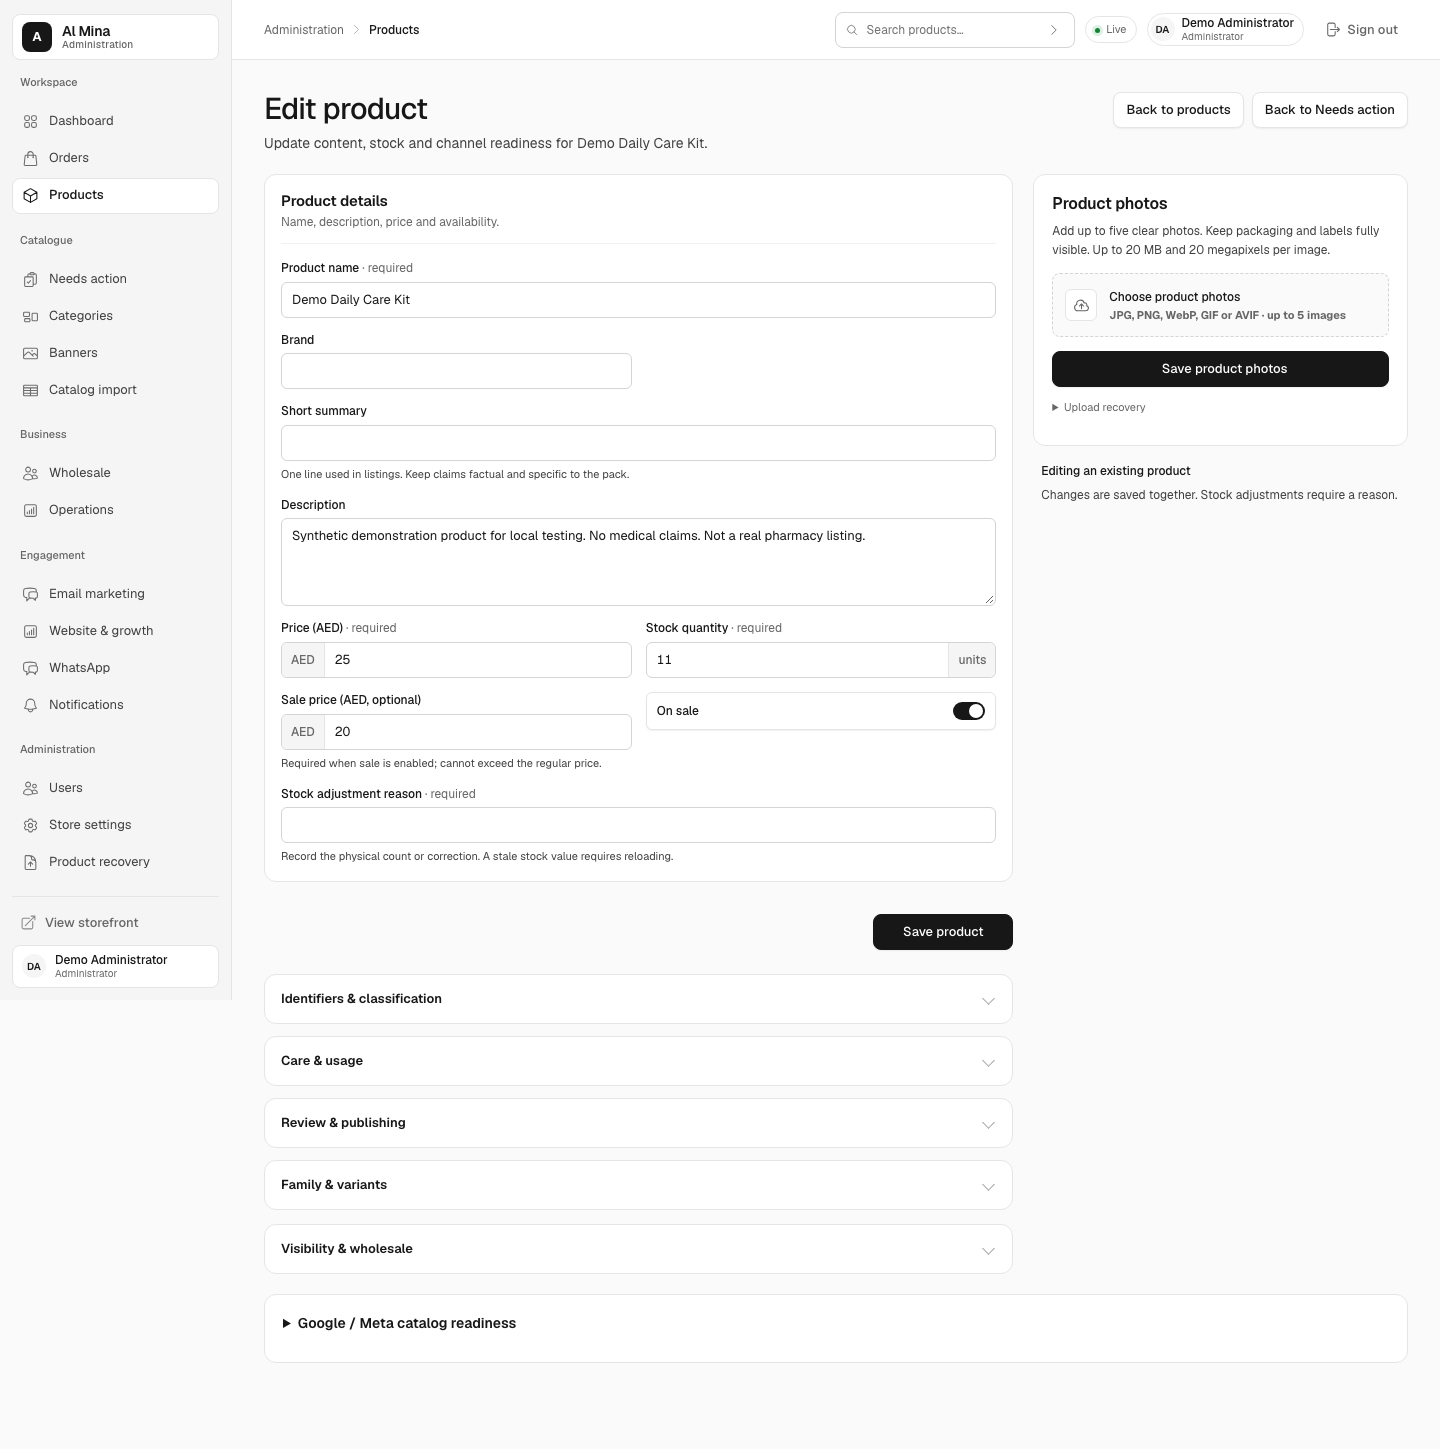 A
Al Mina
Administration
Workspace
Dashboard
Orders
Products
Catalogue
Needs action
Categories
Banners
Catalog import
Business
Wholesale
Operations
Engagement
Email marketing
Website & growth
WhatsApp
Notifications
Administration
Users
Store settings
Product recovery
View storefront
DA
Demo Administrator
Administrator
Administration
Products
Search products...
Live
DA
Demo Administrator
Administrator
Sign out
Edit product
Update content, stock and channel readiness for Demo Daily Care Kit.
Back to products
Back to Needs action
Product details
Name, description, price and availability.
Product name · required
Demo Daily Care Kit
Brand
Short summary
One line used in listings. Keep claims factual and specific to the pack.
Description
Synthetic demonstration product for local testing. No medical claims. Not a real pharmacy listing.
Price (AED) · required
AED 25
Stock quantity · required
11 units
Sale price (AED, optional)
AED 20
On sale
Required when sale is enabled; cannot exceed the regular price.
Stock adjustment reason · required
Record the physical count or correction. A stale stock value requires reloading.
Save product
Product photos
Add up to five clear photos. Keep packaging and labels fully
visible. Up to 20 MB and 20 megapixels per image.
Choose product photos
JPG, PNG, WebP, GIF or AVIF · up to 5 images
Save product photos
Upload recovery
Editing an existing product
Changes are saved together. Stock adjustments require a reason.
Identifiers & classification
Care & usage
Review & publishing
Family & variants
Visibility & wholesale
Google / Meta catalog readiness